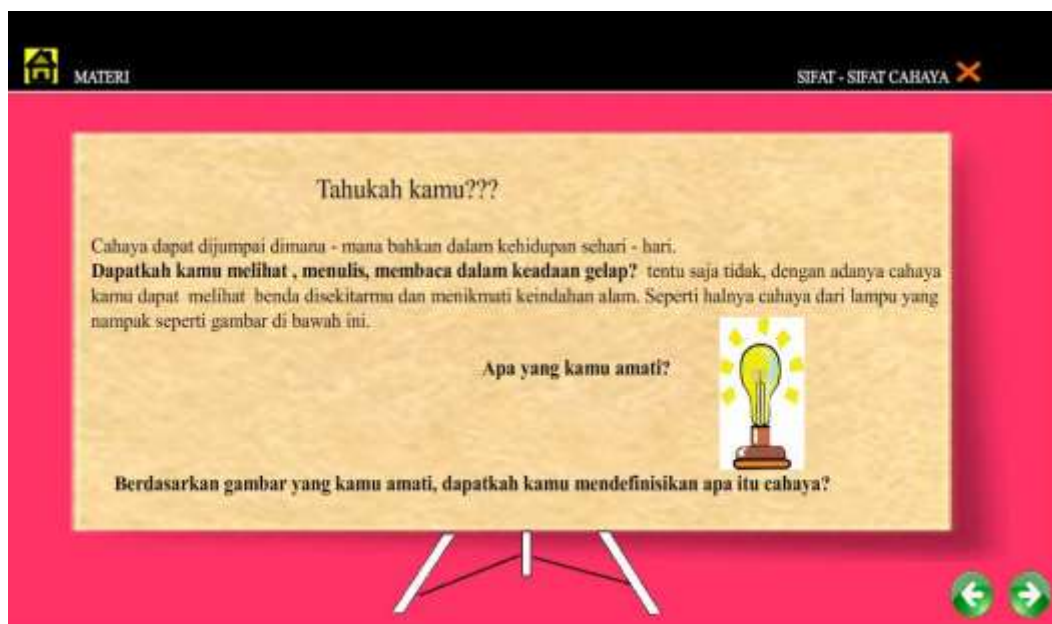 MATERI
SIFAT - SIFAT CAHAYA
Tahukah kamu???
Cahaya dapat dijumpai dimana - mana bahkan dalam kehidupan sehari - hari.
Dapatkah kamu melihat , menulis, membaca dalam keadaan gelap? tentu saja tidak, dengan adanya cahaya
kamu dapat melihat benda disekitarmu dan menikmati keindahan alam. Seperti halnya cahaya dari lampu yang
nampak seperti gambar di bawah ini.
Apa yang kamu amati?
Berdasarkan gambar yang kamu amati, dapatkah kamu mendefinisikan apa itu cahaya?